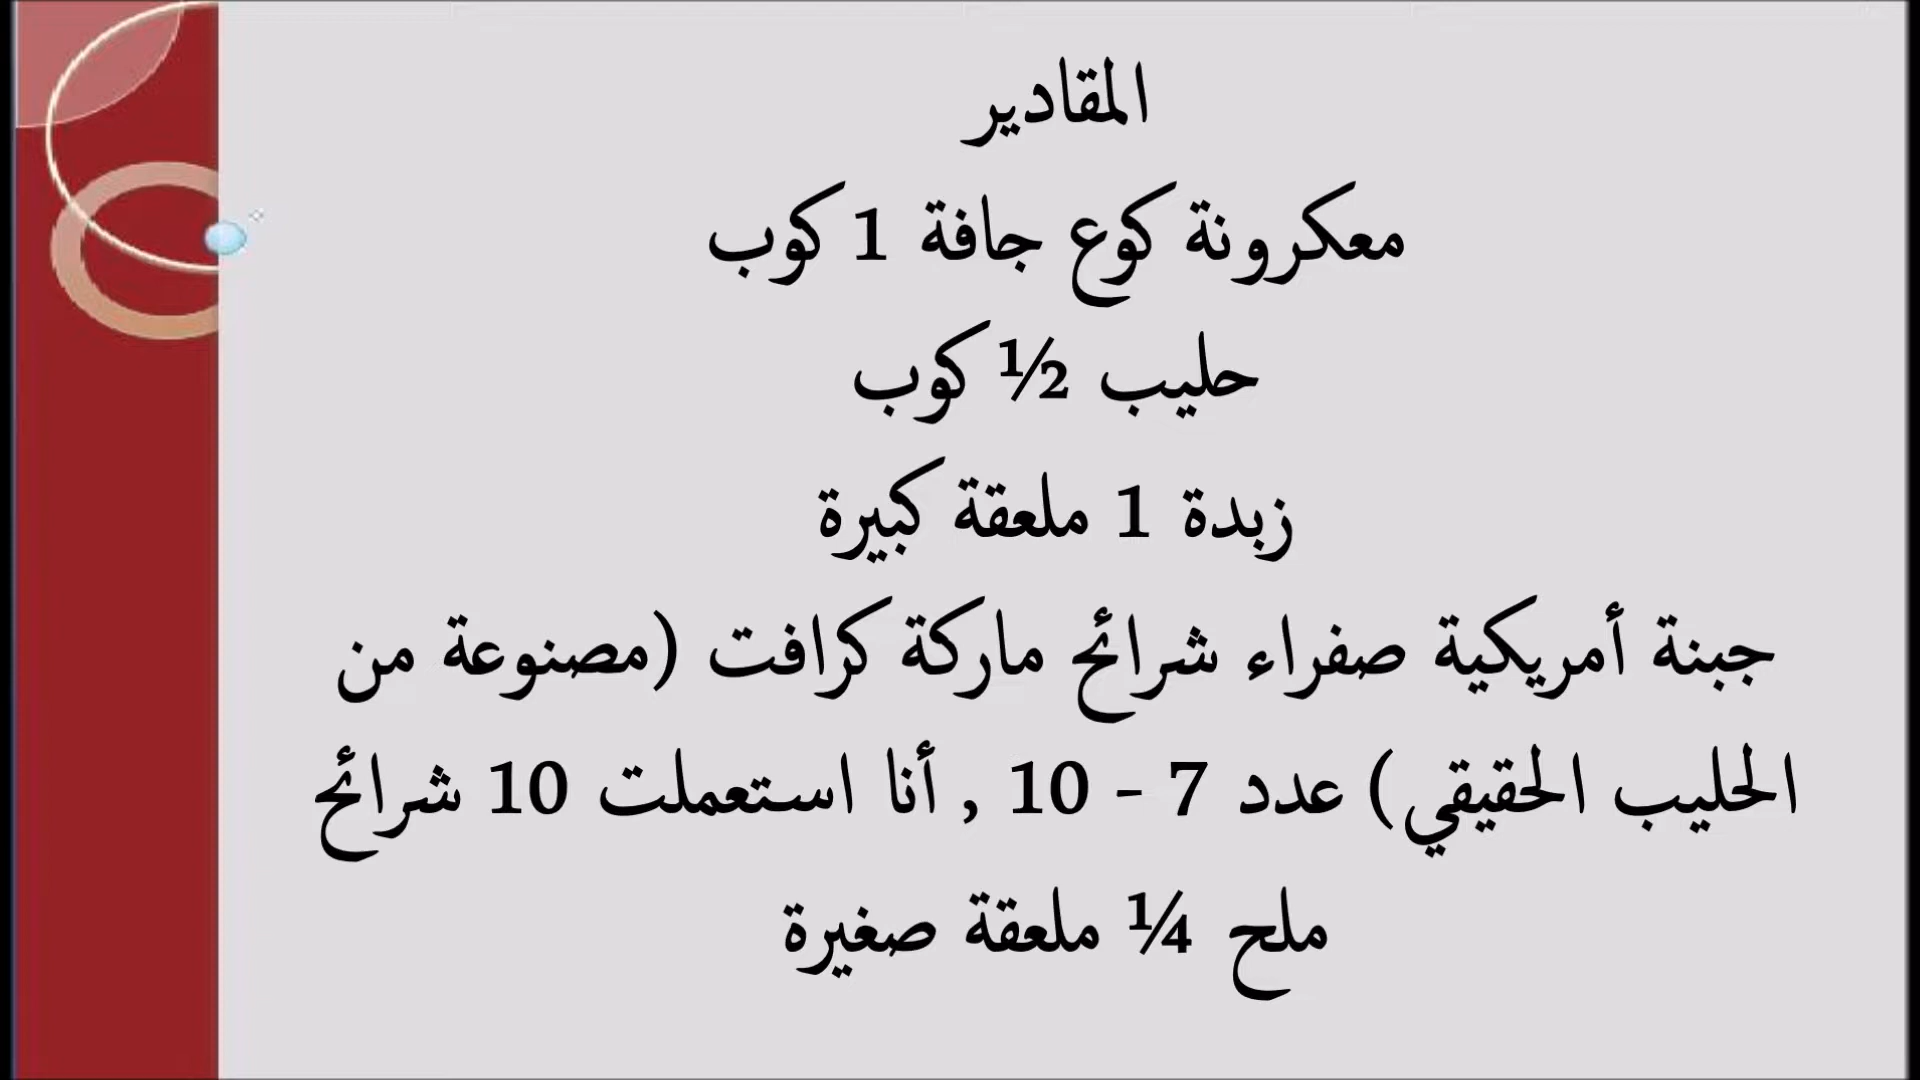 المقادير
معكرونة كوع جافة 1 كوب
حليب ½ كوب
زبدة 1 ملعقة كبيرة
جبنة أمريكية صفراء شرائح ماركة كرافت (مصنوعة من
الحليب الحقيقي) عدد 7 - 10 , أنا استعملت 10 شرائح
ملح ¼ ملعقة صغيرة